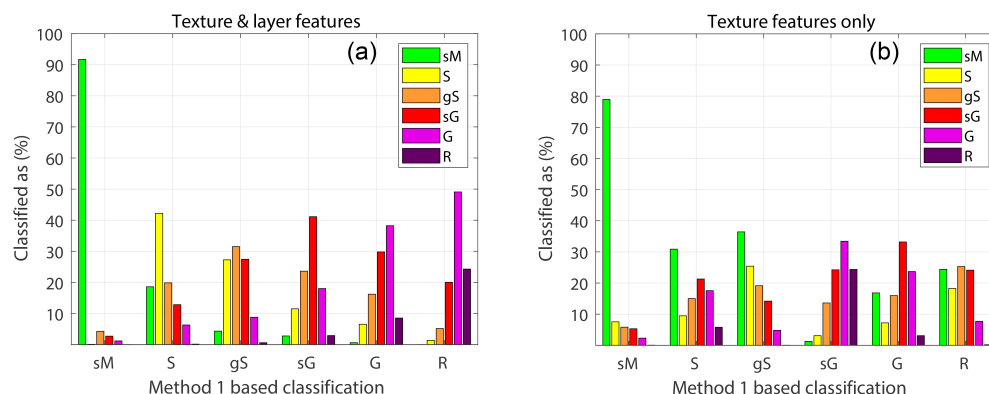 Texture & layer features
(a)
100
90
80
70
60
50
40
30
20
10
Classified as (%)
sM
S
gS
sG
G
R
sM S gS sG G R
Method 1 based classification
Texture features only
(b)
100
90
80
70
60
50
40
30
20
10
Classified as (%)
sM
S
gS
sG
G
R
sM S gS sG G R
Method 1 based classification